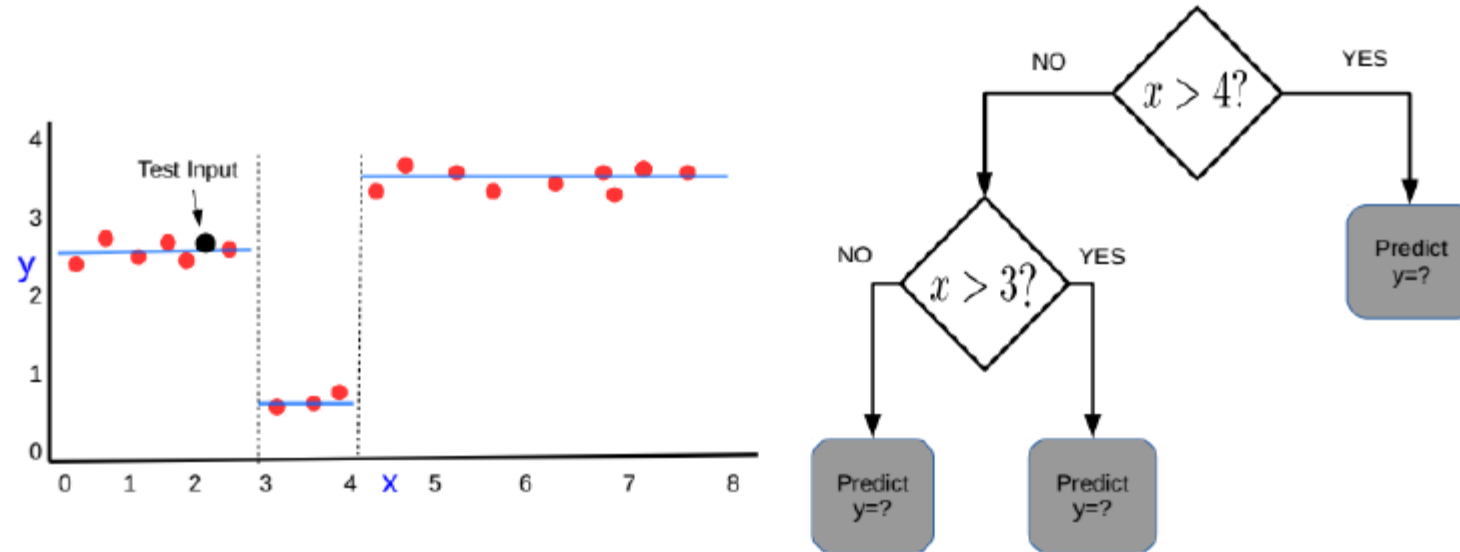 4
Test Input
3
y
2
1
0
0 1 2 3 4 x 5 6 7 8
NO
YES
x > 4?
NO
YES
x > 3?
Predict
y=?
Predict
y=?
Predict
y=?